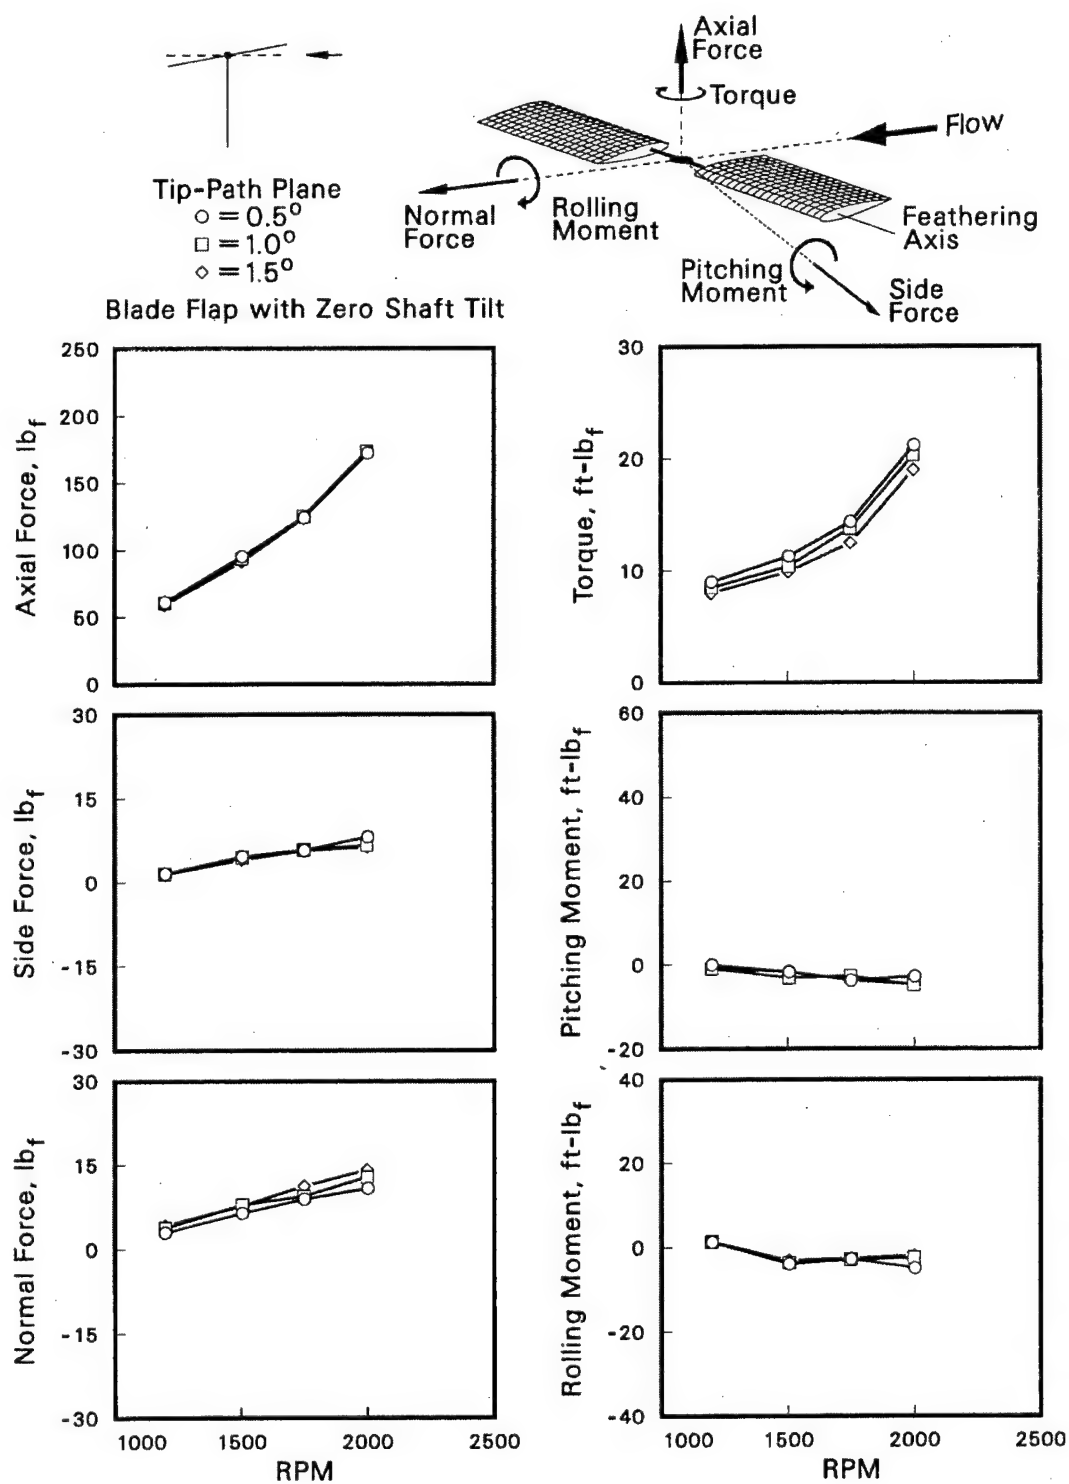 Axial
Force
Torque
Flow
Normal
Force
Rolling
Moment
Feathering
Axis
Pitching
Moment
Side
Force
Tip-Path Plane
○ = 0.5°
□ = 1.0°
◇ = 1.5°
Blade Flap with Zero Shaft Tilt
Axial Force, lbf
250
200
150
100
50
0
Torque, ft-lbf
30
20
10
0
Side Force, lbf
30
15
0
-15
-30
Pitching Moment, ft-lbf
60
40
20
0
-20
Normal Force, lbf
30
15
0
-15
-30
1000 1500 2000 2500
RPM
Rolling Moment, ft-lbf
40
20
0
-20
-40
1000 1500 2000 2500
RPM